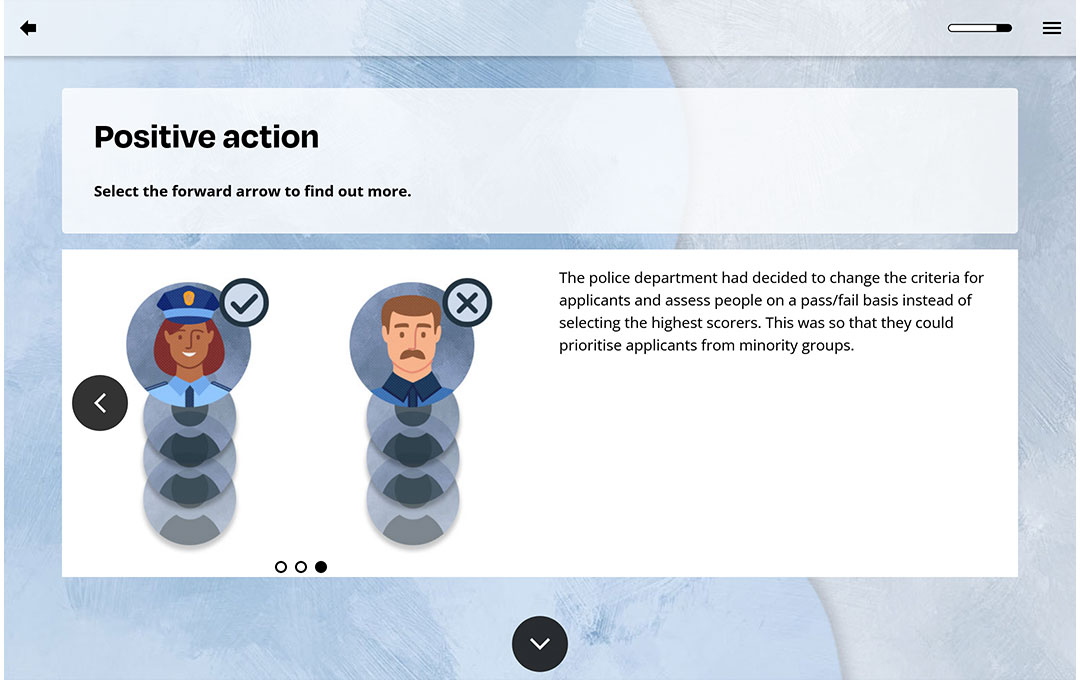 Positive action
Select the forward arrow to find out more.
The police department had decided to change the criteria for
applicants and assess people on a pass/fail basis instead of
selecting the highest scorers. This was so that they could
prioritise applicants from minority groups.